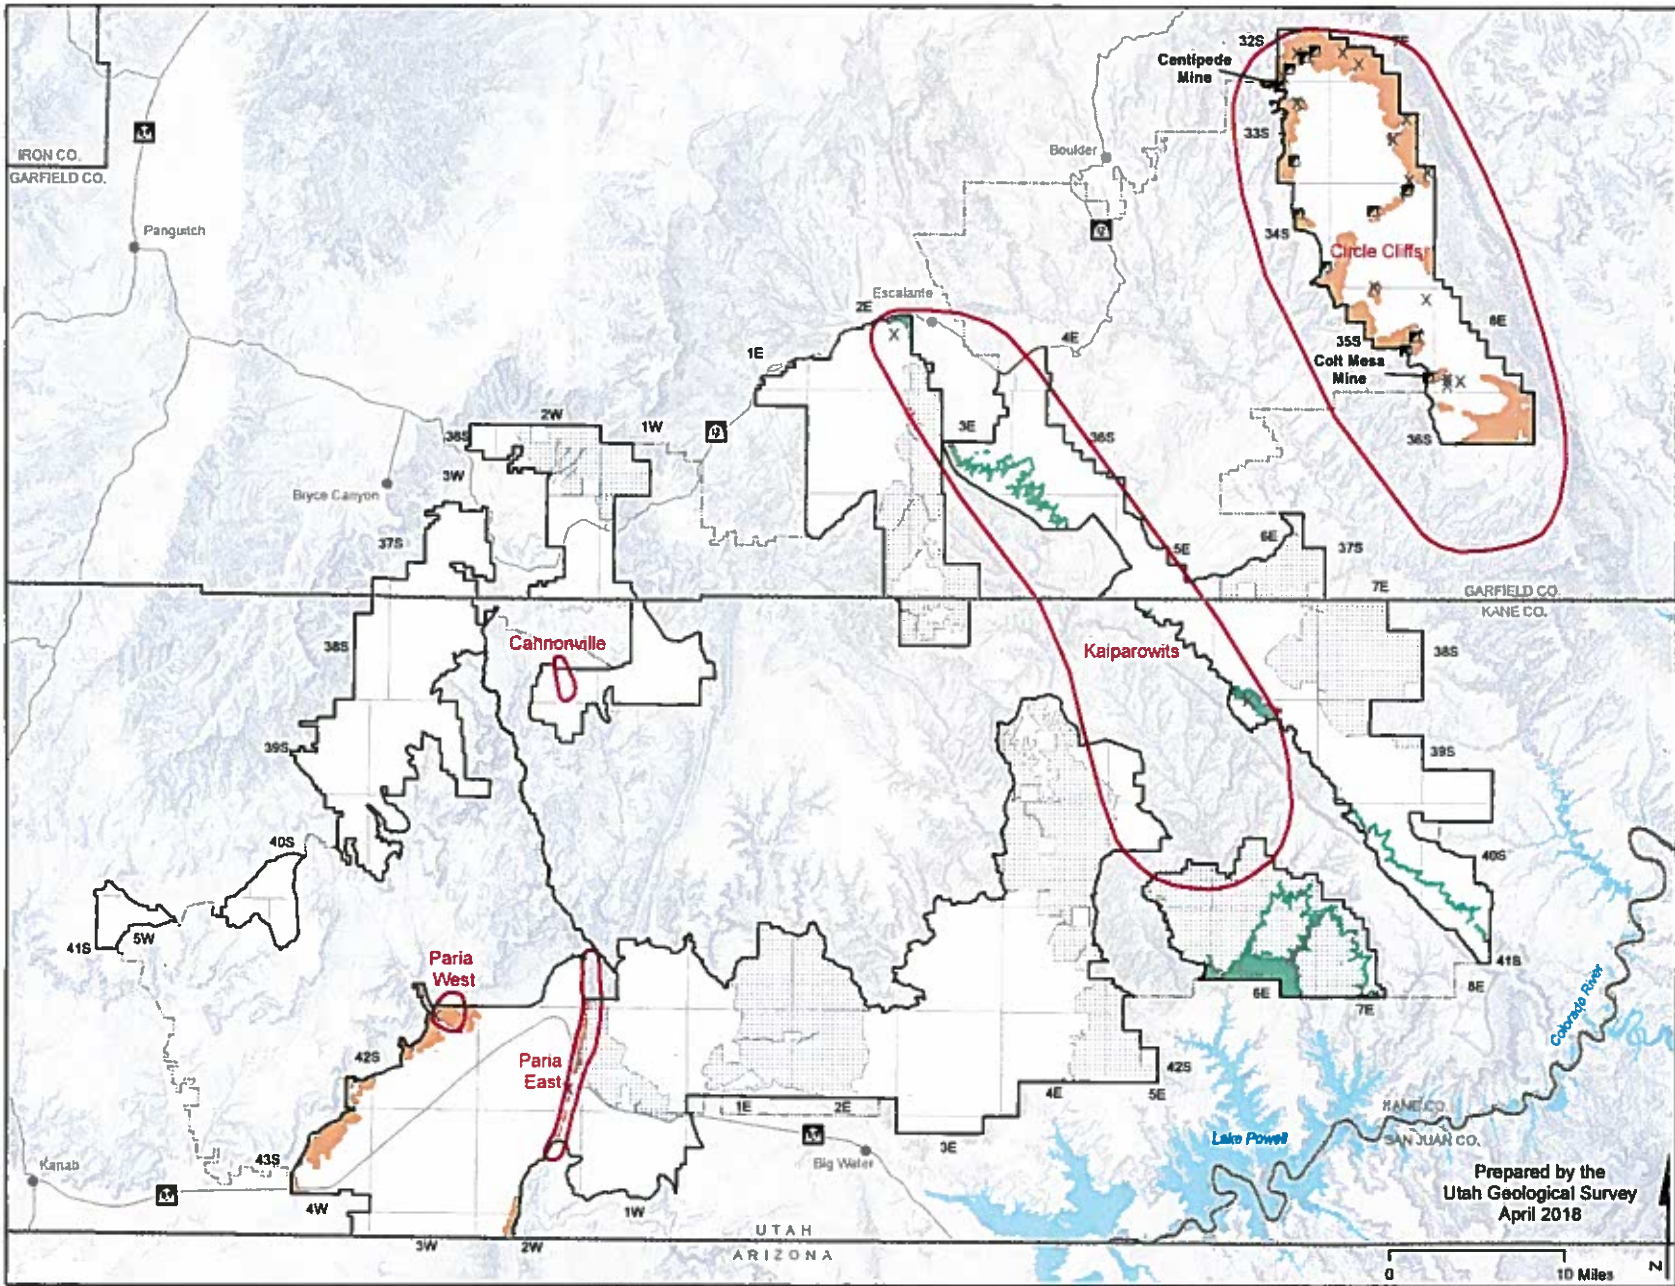 32S
7E
Centipede
Mine
33S
IRON CO.
GARFIELD CO.
Boulder
Panguitch
34S
Circle Cliffs
Escalante
2E
8E
4E
35S
1E
Colt Mesa
Mine
2W
1W
36S
3E
36S
36S
3W
Bryce Canyon
37S
6E
37S
5E
7E
GARFIELD CO.
KANE CO.
38S
Cannonville
Kaiparowits
38S
39S
39S
40S
40S
41S
5W
Paria
West
41S
8E
6E
7E
Colorado River
42S
Paria
East
42S
4E
5E
1E
2E
KANE CO.
SAN JUAN CO.
Lake Powell
3E
Big Water
Kanab
43S
4W
1W
Prepared by the
Utah Geological Survey
April 2018
UTAH
ARIZONA
3W
2W
0
10 Miles
N